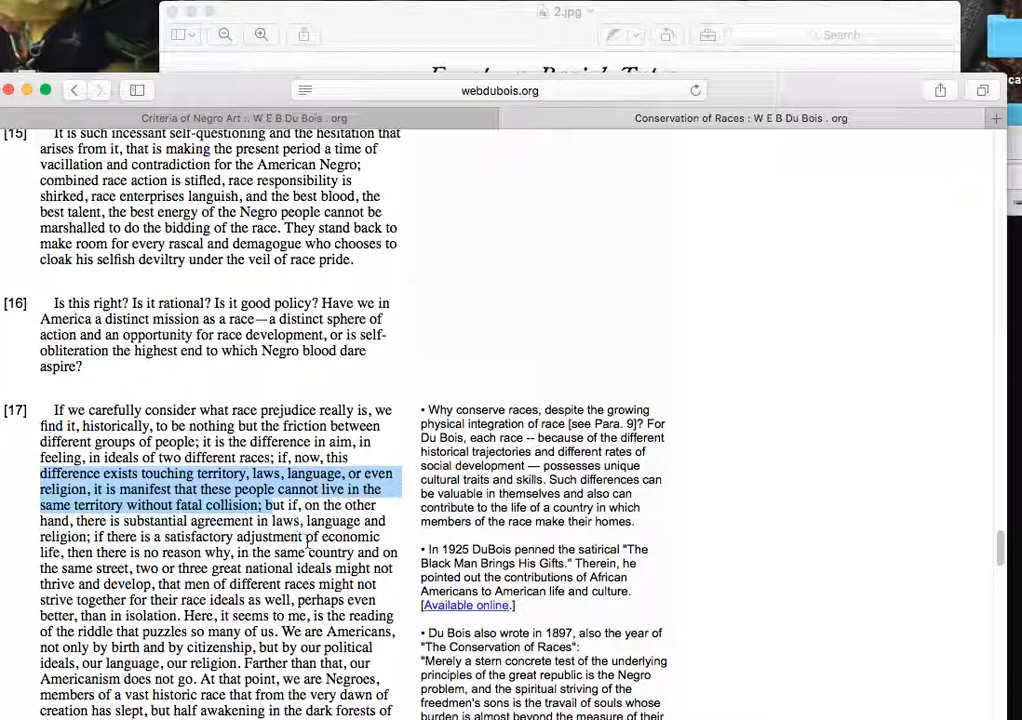 2.jpg
Search
webdubois.org
Criteria of Negro Art :. W E B Du Bois . org
Conservation of Races : W E B Du Bois . org
[15] It is such incessant self-questioning and the hesitation that
arises from it, that is making the present period a time of
vacillation and contradiction for the American Negro;
combined race action is stifled, race responsibility is
shirked, race enterprises languish, and the best blood, the
best talent, the best energy of the Negro people cannot be
marshalled to do the bidding of the race. They stand back to
make room for every rascal and demagogue who chooses to
cloak his selfish deviltry under the veil of race pride.
[16] Is this right? Is it rational? Is it good policy? Have we in
America a distinct mission as a race—a distinct sphere of
action and an opportunity for race development, or is self-
obliteration the highest end to which Negro blood dare
aspire?
[17] If we carefully consider what race prejudice really is, we
find it, historically, to be nothing but the friction between
different groups of people; it is the difference in aim, in
feeling, in ideals of two different races; if, now, this
difference exists touching territory, laws, language, or even
religion, it is manifest that these people cannot live in the
same territory without fatal collision; but if, on the other
hand, there is substantial agreement in laws, language and
religion; if there is a satisfactory adjustment of economic
life, then there is no reason why, in the same country and on
the same street, two or three great national ideals might not
thrive and develop, that men of different races might not
strive together for their race ideals as well, perhaps even
better, than in isolation. Here, it seems to me, is the reading
of the riddle that puzzles so many of us. We are Americans,
not only by birth and by citizenship, but by our political
ideals, our language, our religion. Farther than that, our
Americanism does not go. At that point, we are Negroes,
members of a vast historic race that from the very dawn of
creation has slept, but half awakening in the dark forests of
• Why conserve races, despite the growing
physical integration of race [see Para. 9]? For
Du Bois, each race -- because of the different
historical trajectories and different rates of
social development — possesses unique
cultural traits and skills. Such differences can
be valuable in themselves and also can
contribute to the life of a country in which
members of the race make their homes.
• In 1925 DuBois penned the satirical "The
Black Man Brings His Gifts." Therein, he
pointed out the contributions of African
Americans to American life and culture.
[Available online.]
• Du Bois also wrote in 1897, also the year of
"The Conservation of Races":
"Merely a stern concrete test of the underlying
principles of the great republic is the Negro
problem, and the spiritual striving of the
freedmen's sons is the travail of souls whose
burden is almost beyond the measure of their